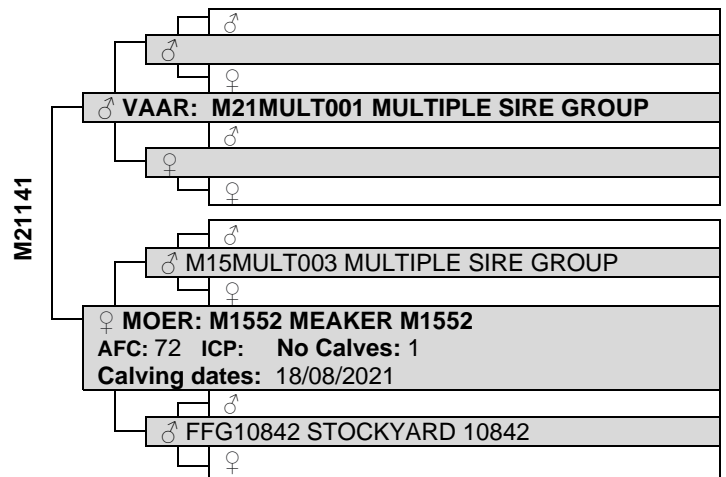 ♂
♂
♀
♂ VAAR: M21MULT001 MULTIPLE SIRE GROUP
♂
♀
♀
M21141
♂
♂ M15MULT003 MULTIPLE SIRE GROUP
♀
♀ MOER: M1552 MEAKER M1552
AFC: 72 ICP: No Calves: 1
Calving dates: 18/08/2021
♂
♂ FFG10842 STOCKYARD 10842
♀